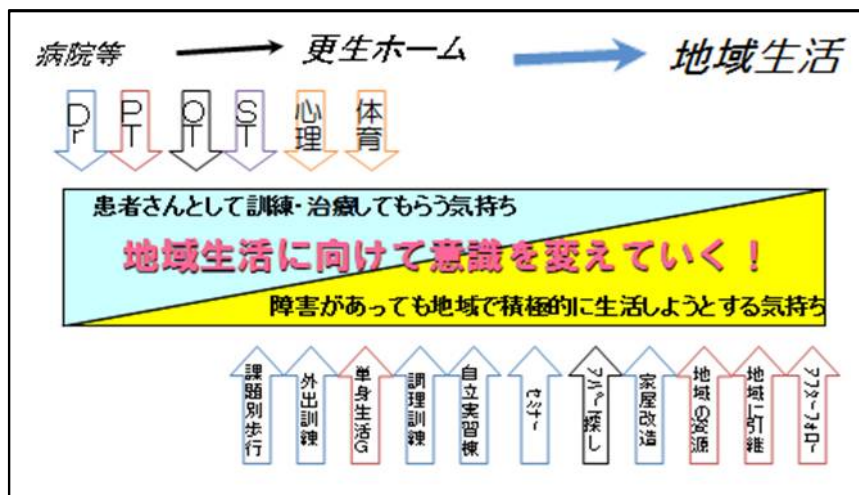 病院等
更生ホーム
地域生活
Dr
PT
OT
ST
心理
体育
患者さんとして訓練・治療してもらう気持ち
地域生活に向けて意識を変えていく！
障害があっても地域で積極的に生活しようとする気持ち
課題別歩行
外出訓練
単身生活G
調理訓練
自立実習棟
セミナー
アパート探し
家屋改造
地域の資源
地域に引継
アフターフォロー